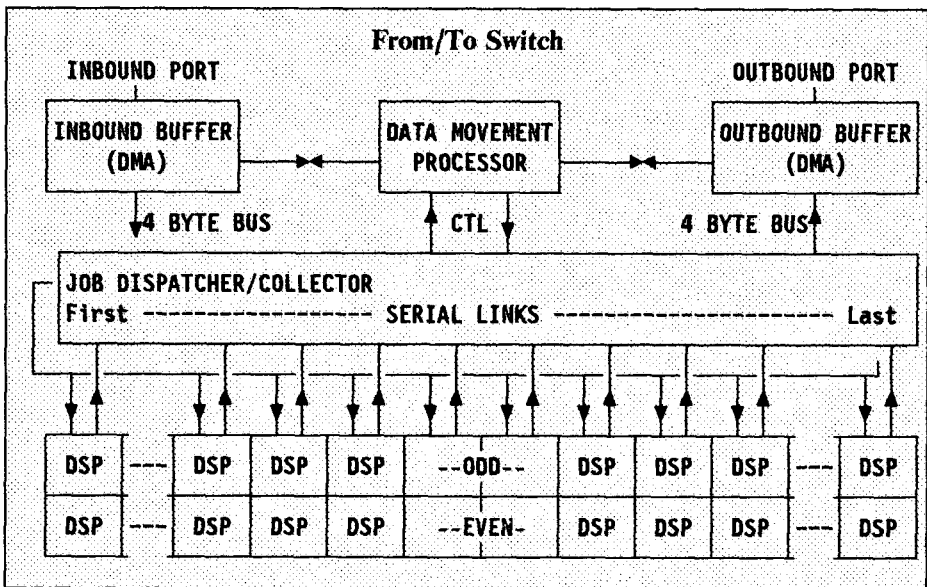 From/To Switch
INBOUND PORT OUTBOUND PORT
INBOUND BUFFER (DMA)
DATA MOVEMENT PROCESSOR
OUTBOUND BUFFER (DMA)
4 BYTE BUS CTL 4 BYTE BUS
JOB DISPATCHER/COLLECTOR
First ---------------- SERIAL LINKS -------------------- Last
DSP --- DSP DSP DSP --ODD-- DSP DSP DSP --- DSP
DSP --- DSP DSP DSP --EVEN- DSP DSP DSP --- DSP